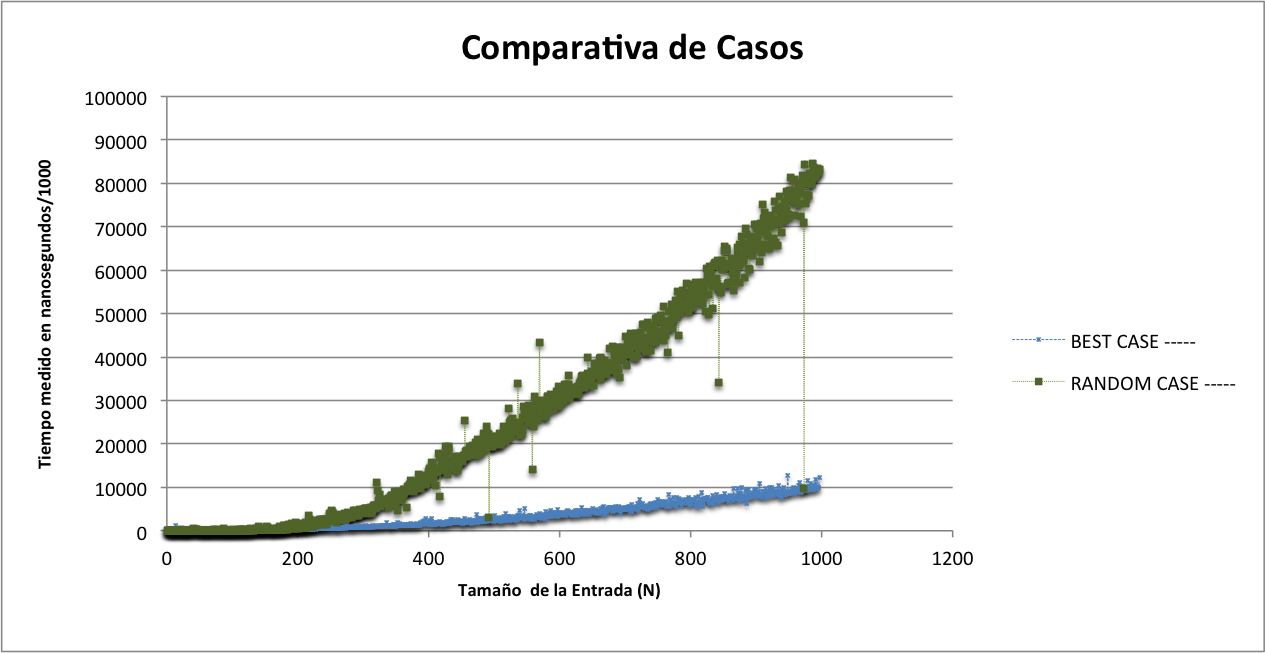 Comparativa de Casos
100000
90000
80000
70000
60000
50000
40000
30000
20000
10000
0
Tiempo medido en nanosegundos/1000
0 200 400 600 800 1000 1200
Tamaño de la Entrada (N)
BEST CASE -----
RANDOM CASE -----